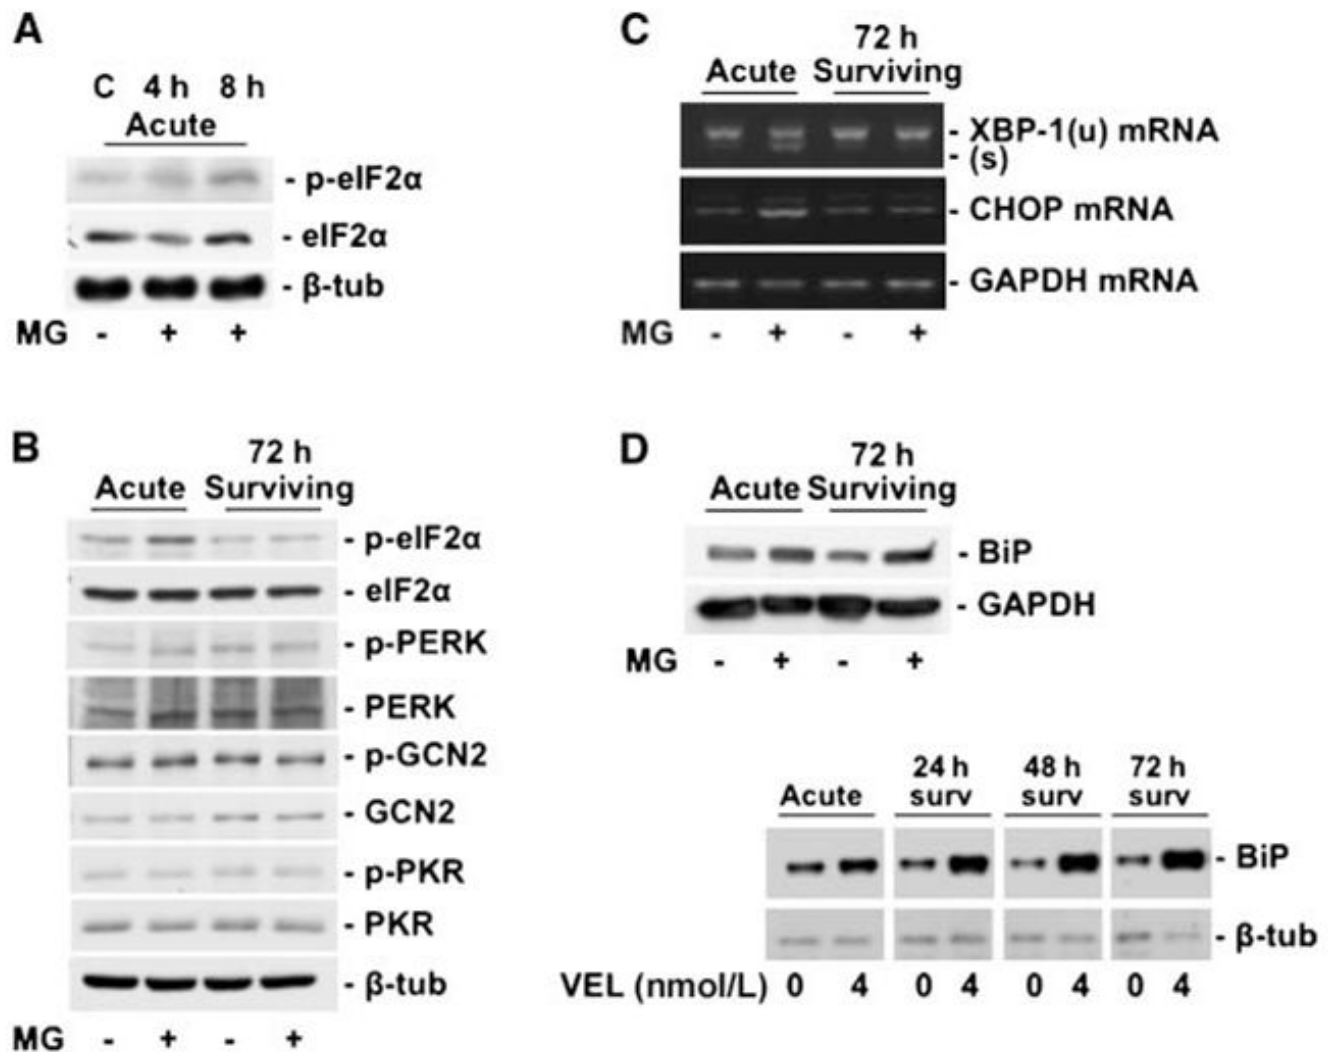 A
C 4 h 8 h
Acute
- p-eIF2α
- eIF2α
- β-tub
MG - + +
B
72 h
Acute Surviving
- p-eIF2α
- eIF2α
- p-PERK
- PERK
- p-GCN2
- GCN2
- p-PKR
- PKR
- β-tub
MG - + - +
C
72 h
Acute Surviving
- XBP-1(u) mRNA
- (s)
- CHOP mRNA
- GAPDH mRNA
MG - + - +
D
72 h
Acute Surviving
- BiP
- GAPDH
MG - + - +
24 h 48 h 72 h
Acute surv surv surv
- BiP
- β-tub
VEL (nmol/L) 0 4 0 4 0 4 0 4